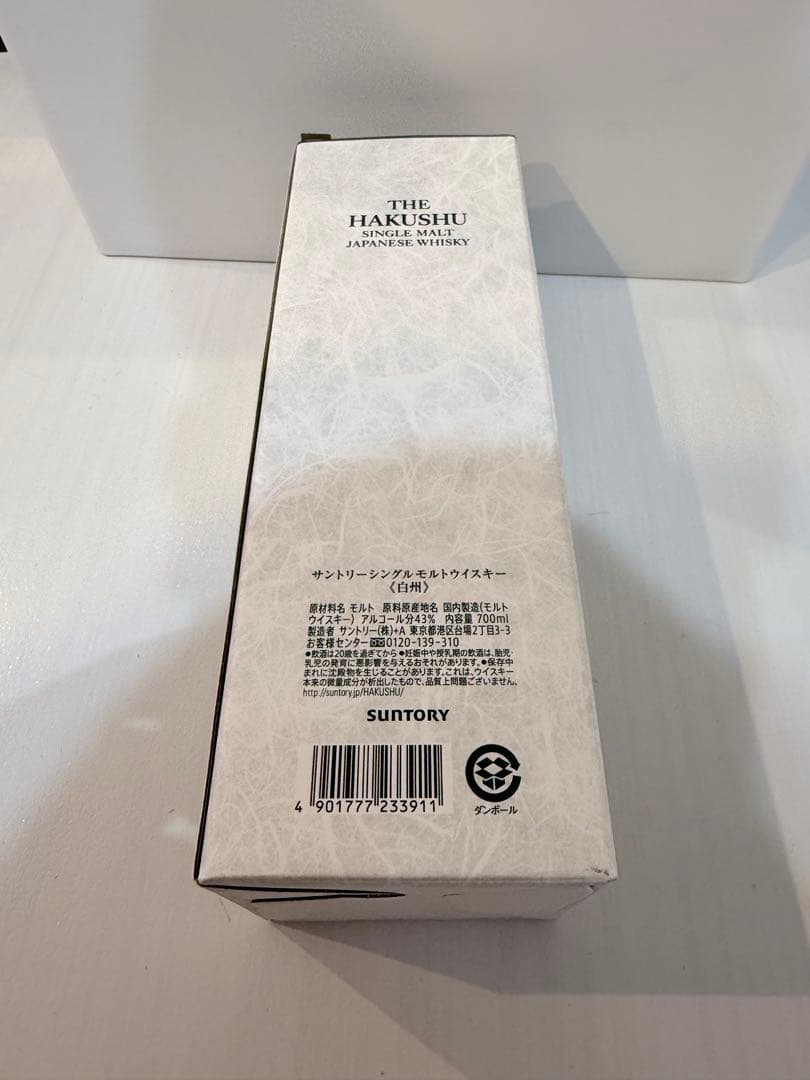 THE
HAKUSHU
SINGLE MALT
JAPANESE WHISKY
サントリーシングルモルトウイスキー
《白州》
原材料名 モルト 原料原産地名 国内製造(モルト
ウイスキー) アルコール分43% 内容量 700ml
製造者 サントリー(株)+A 東京都港区台場2丁目3-3
お客様センター 0120-139-310
●飲酒は20歳を過ぎてから ●妊娠中や授乳期の飲酒は、胎児・
乳児の発育に悪影響を与えるおそれがあります。●保存中
まれに沈殿物を生じることがあります。これは、ウイスキー
本来の微量成分が析出したもので、品質上問題ございません。
http://suntory.jp/HAKUSHU/
SUNTORY
4 901777 233911
ダンボール